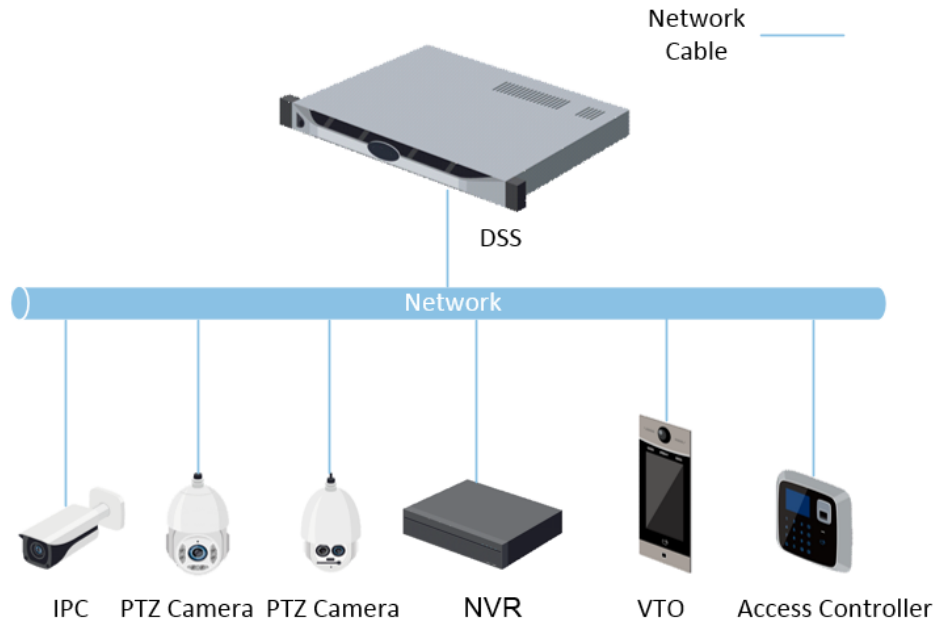 Network
Cable
DSS
Network
IPC
PTZ Camera
PTZ Camera
NVR
VTO
Access Controller